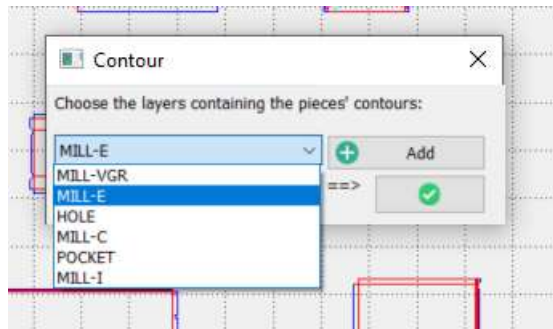 Contour
Choose the layers containing the pieces' contours:
MILL-E
Add
MILL-VGR
MILL-E
==>
HOLE
MILL-C
POCKET
MILL-I